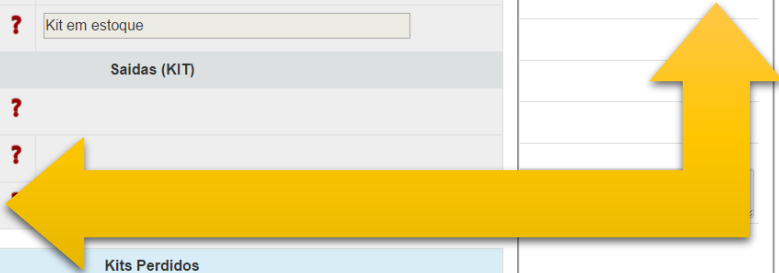 ? Kit em estoque
Saidas (KIT)
?
?
Kits Perdidos